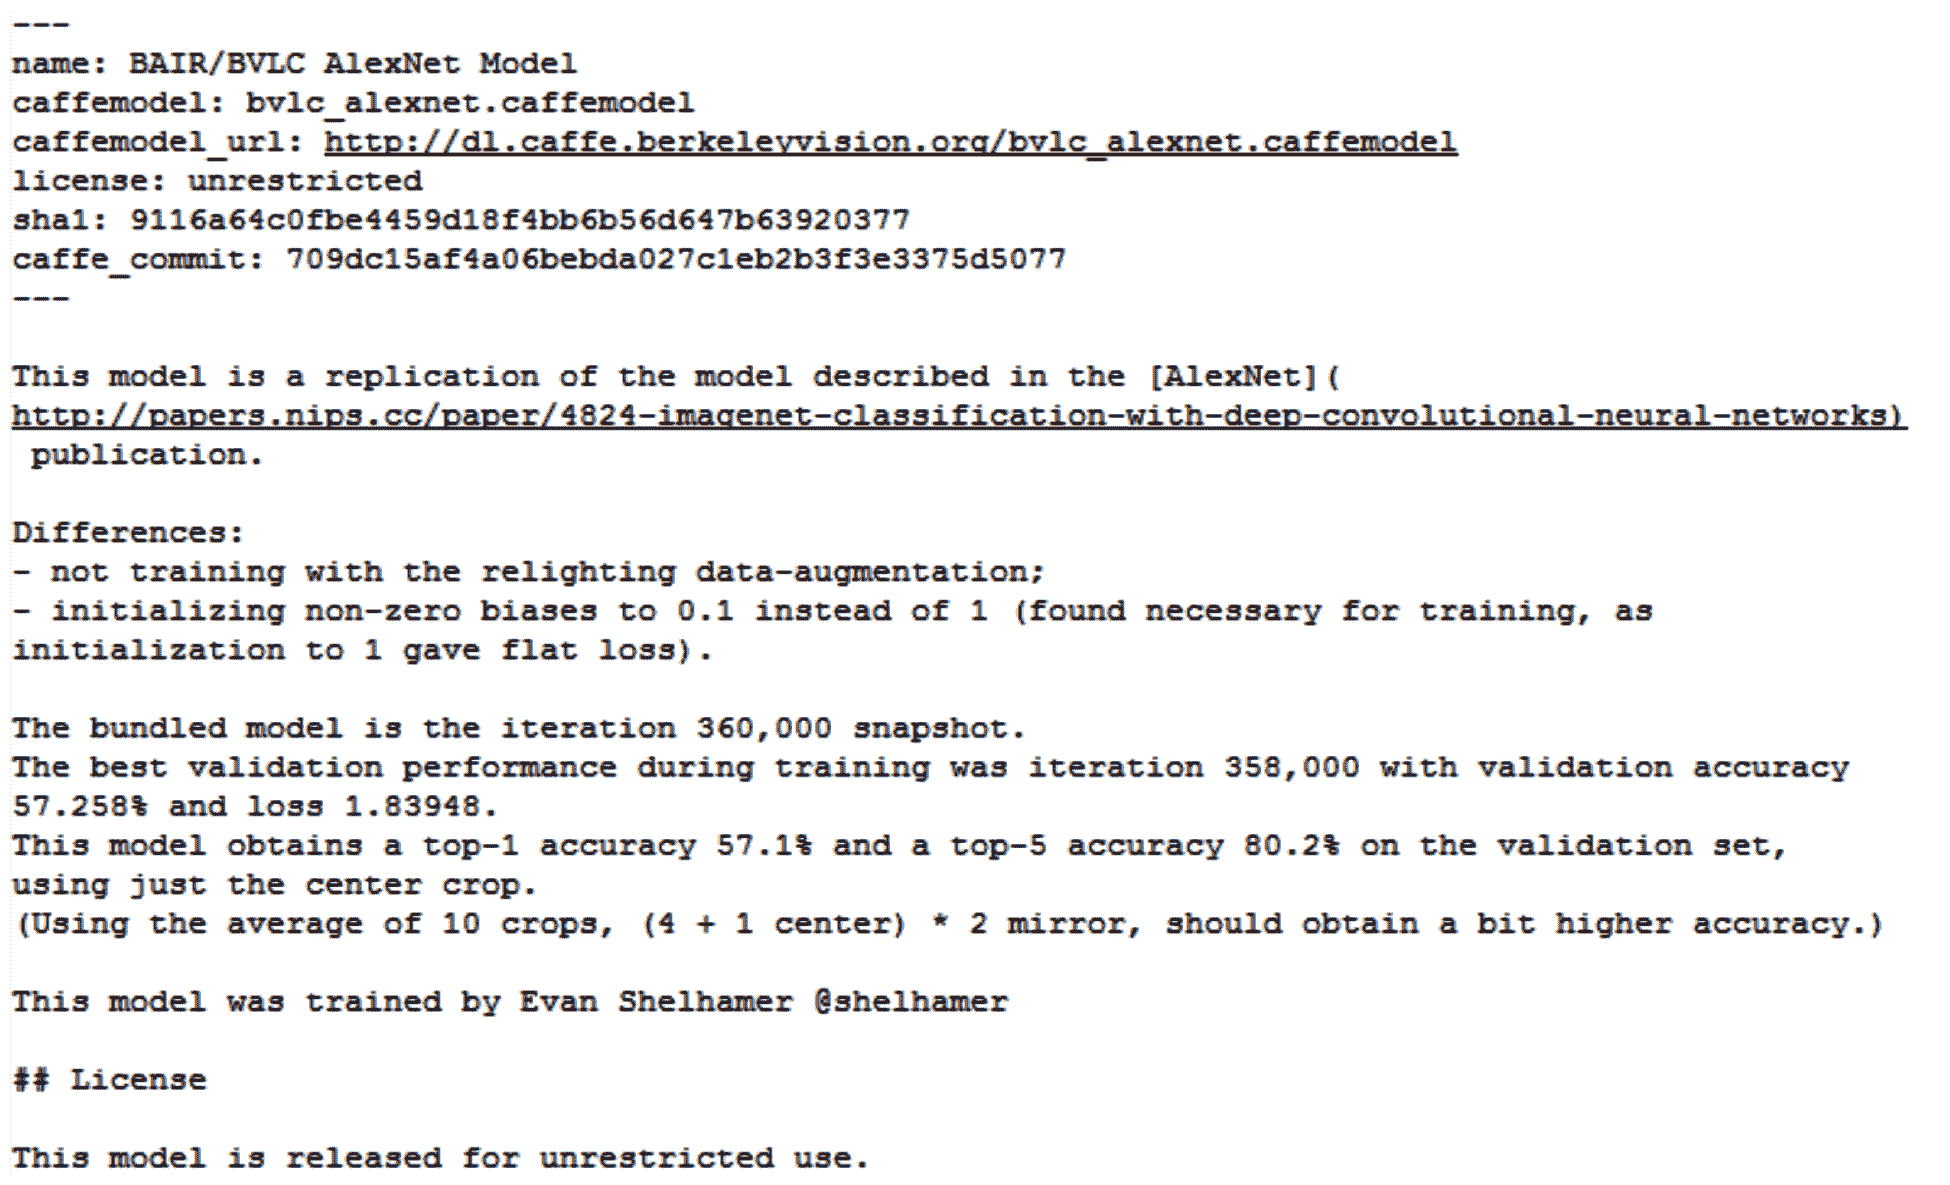 ---
name: BAIR/BVLC AlexNet Model
caffemodel: bvlc_alexnet.caffemodel
caffemodel_url: http://dl.caffe.berkeleyvision.org/bvlc_alexnet.caffemodel
license: unrestricted
sha1: 9116a64c0fbe4459d18f4bb6b56d647b63920377
caffe_commit: 709dc15af4a06bebda027c1eb2b3f3e3375d5077
---
This model is a replication of the model described in the [AlexNet](
http://papers.nips.cc/paper/4824-imagenet-classification-with-deep-convolutional-neural-networks)
publication.
Differences:
- not training with the relighting data-augmentation;
- initializing non-zero biases to 0.1 instead of 1 (found necessary for training, as
initialization to 1 gave flat loss).
The bundled model is the iteration 360,000 snapshot.
The best validation performance during training was iteration 358,000 with validation accuracy
57.258% and loss 1.83948.
This model obtains a top-1 accuracy 57.1% and a top-5 accuracy 80.2% on the validation set,
using just the center crop.
(Using the average of 10 crops, (4 + 1 center) * 2 mirror, should obtain a bit higher accuracy.)
This model was trained by Evan Shelhamer @shelhamer
## License
This model is released for unrestricted use.